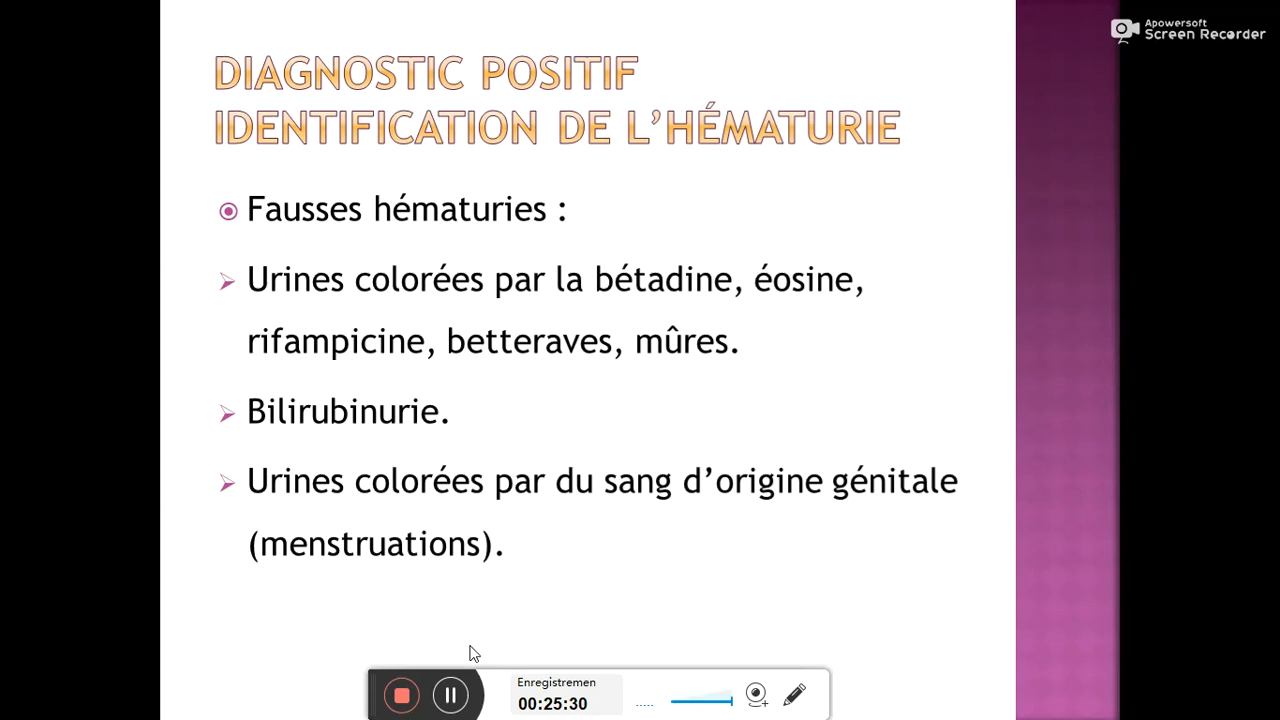 Apowersoft
Screen Recorder
DIAGNOSTIC POSITIF
IDENTIFICATION DE L’HÉMATURIE
Fausses hématuries :
Urines colorées par la bétadine, éosine,
rifampicine, betteraves, mûres.
Bilirubinurie.
Urines colorées par du sang d’origine génitale
(menstruations).
Enregistremen
00:25:30